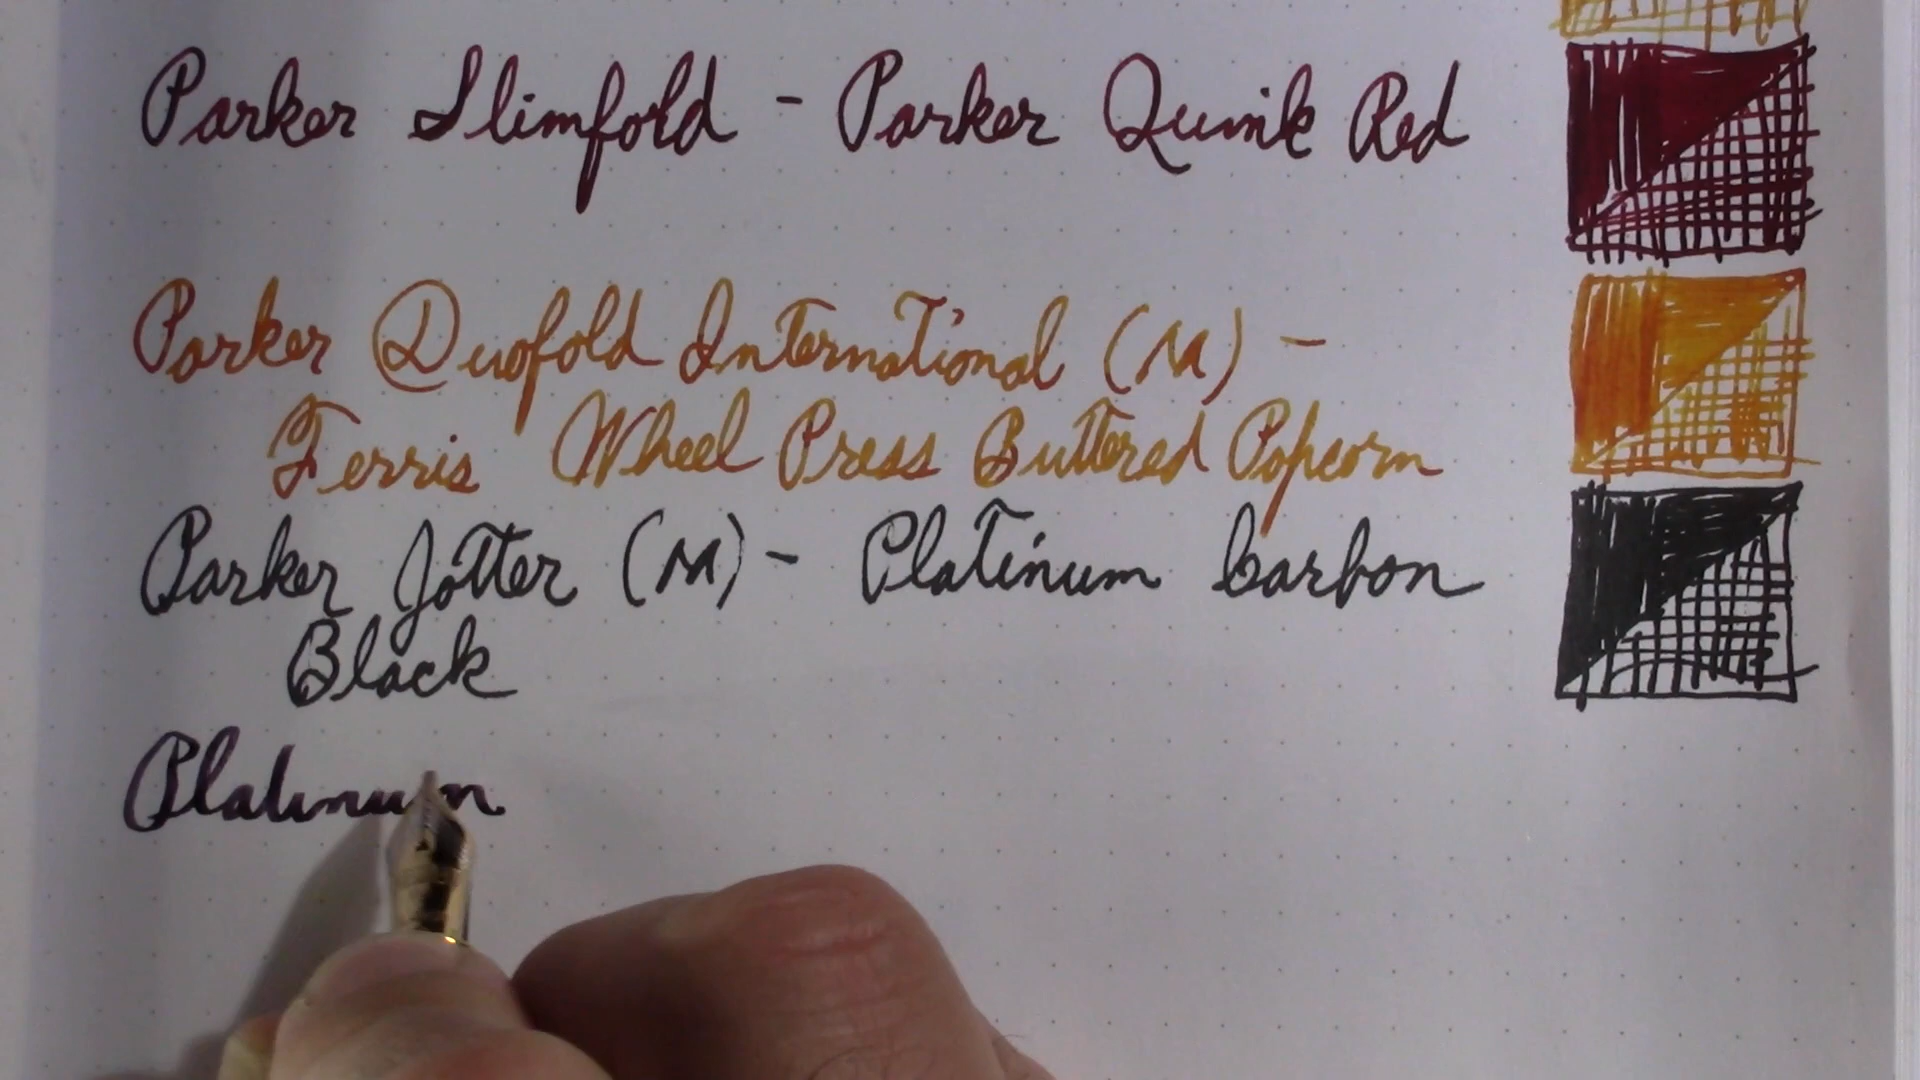 Parker Slimfold - Parker Quink Red
Parker Duofold International (M) -
Ferris Wheel Press Buttered Popcorn
Parker Jotter (M) - Platinum Carbon
Black
Platinum